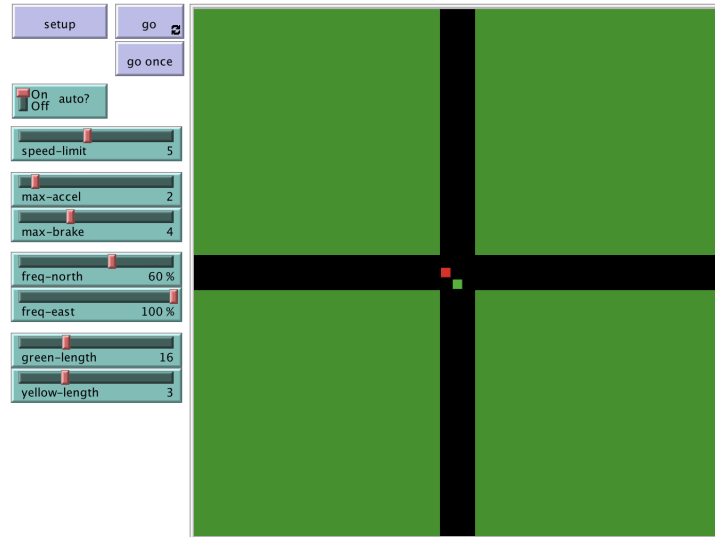 setup
go
go once
On
Off
auto?
speed-limit 5
max-accel 2
max-brake 4
freq-north 60 %
freq-east 100 %
green-length 16
yellow-length 3